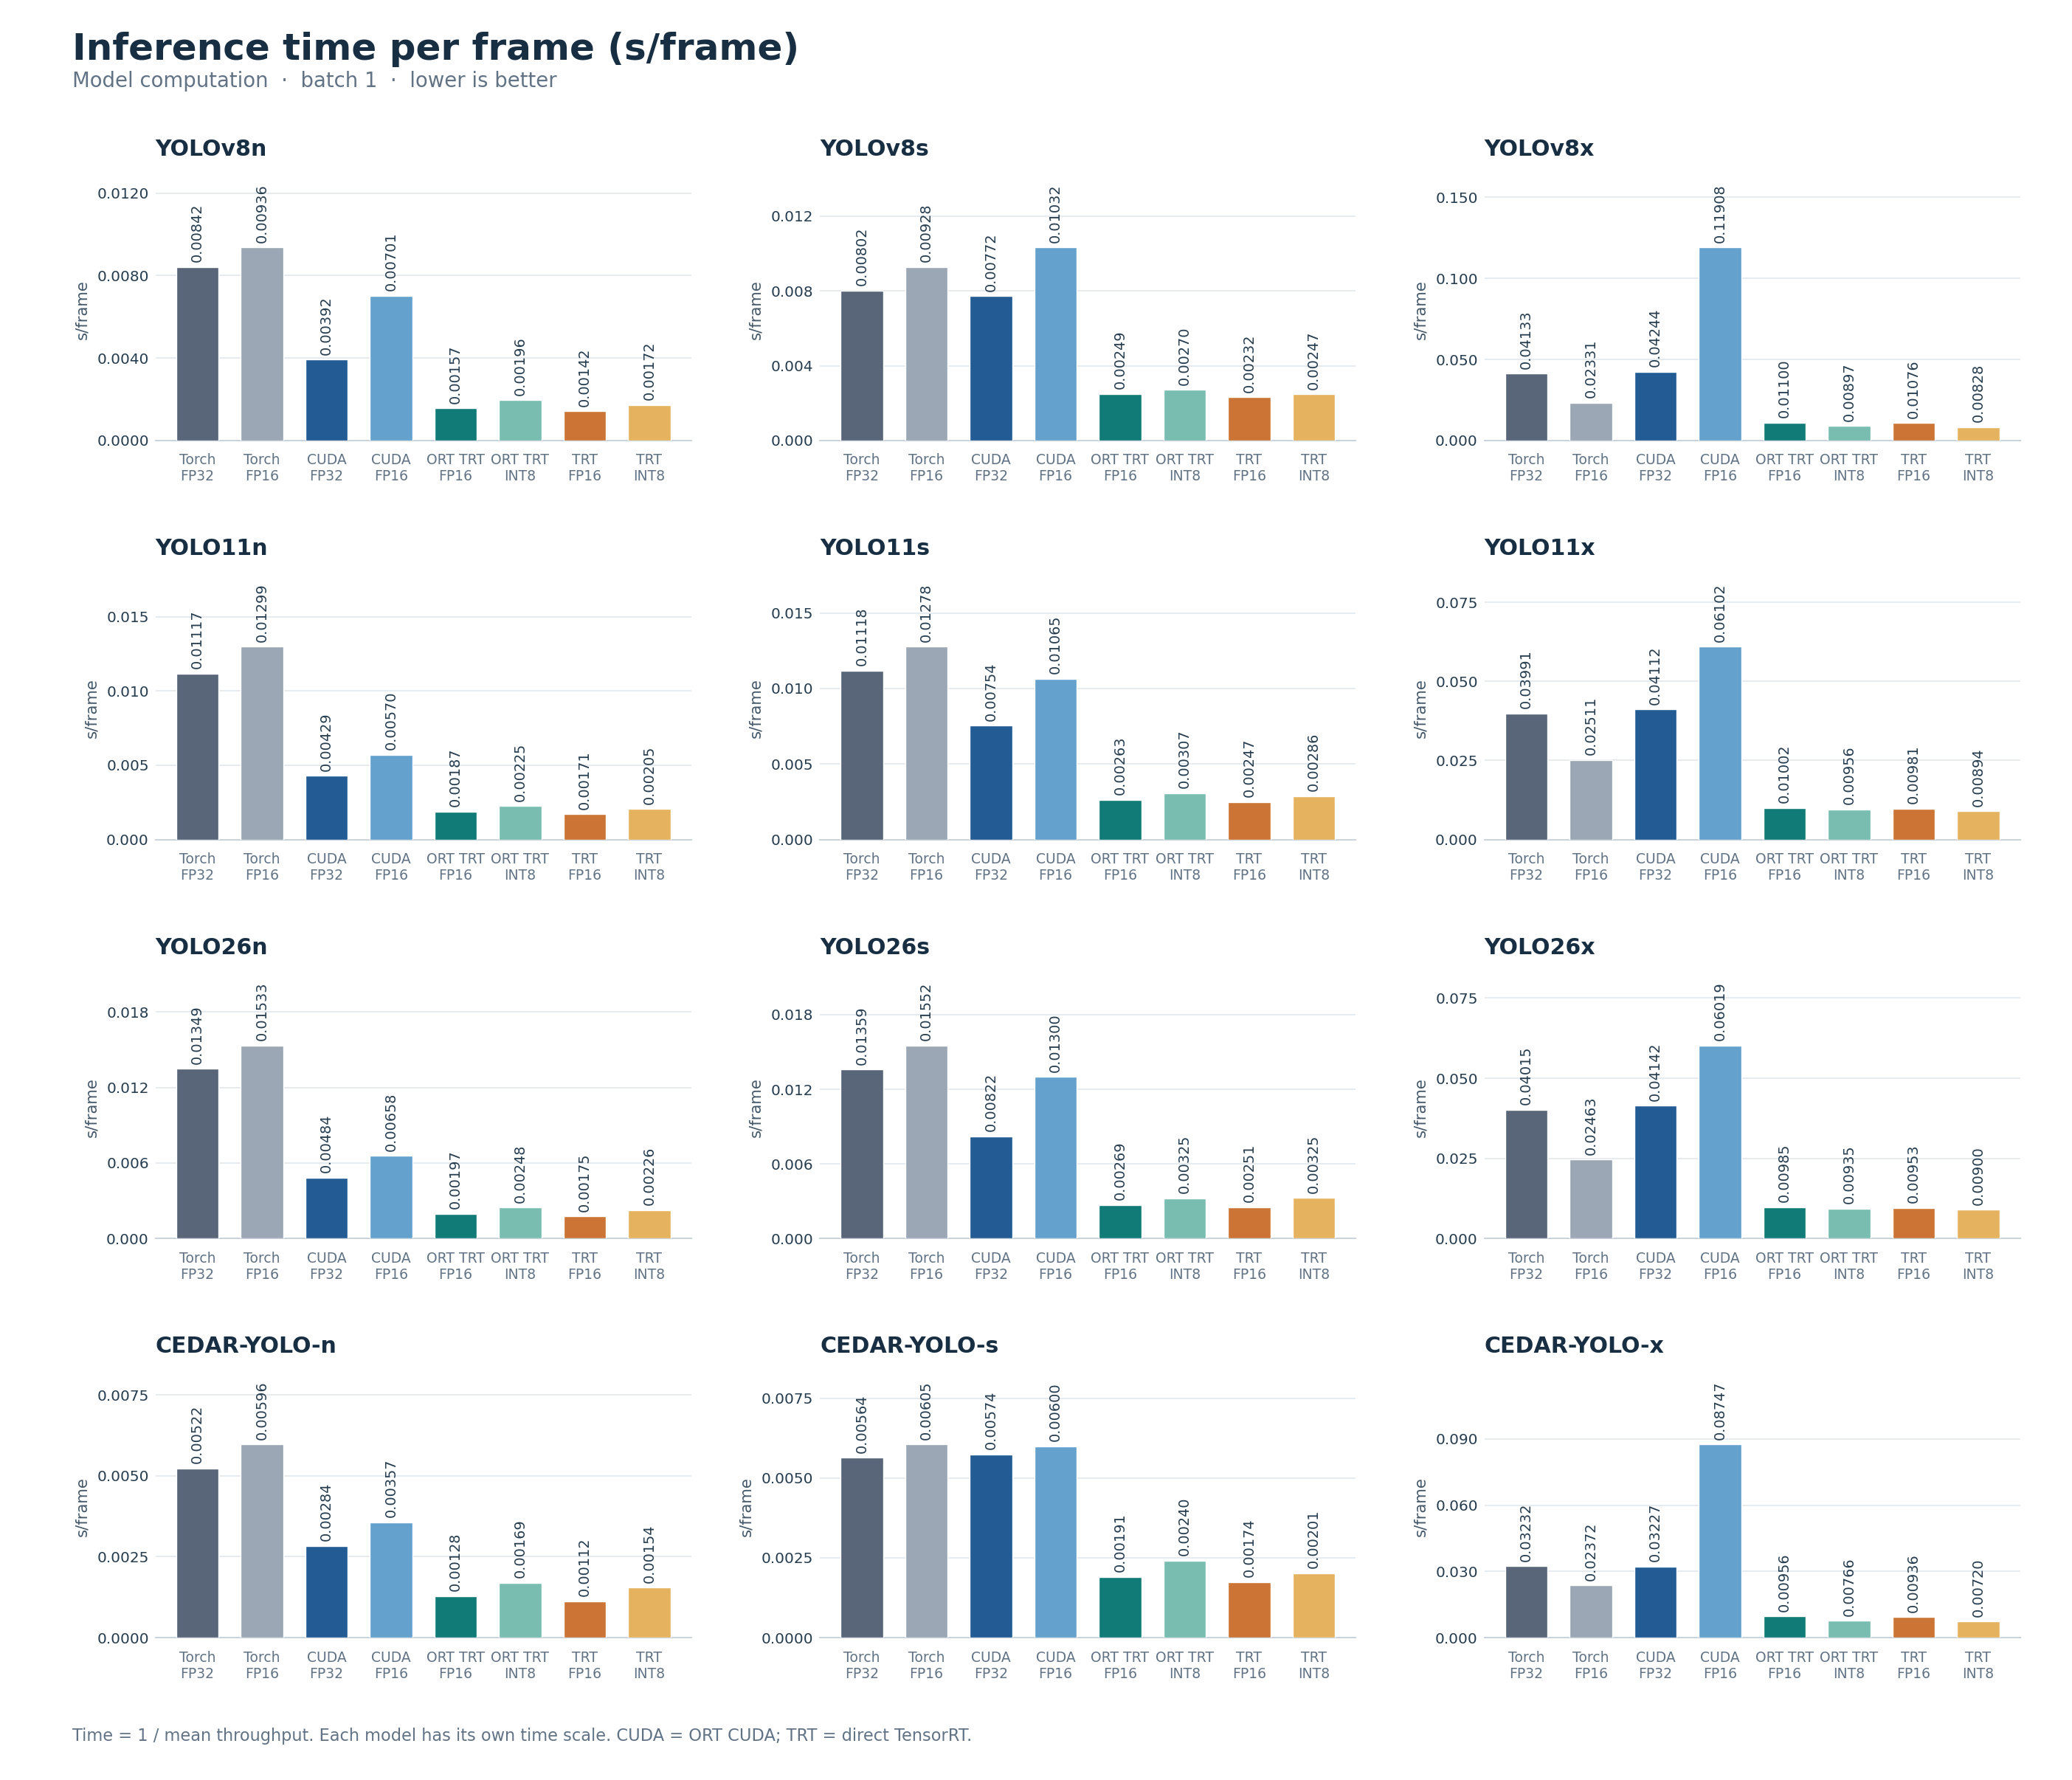 Inference time per frame (s/frame)
Model computation · batch 1 · lower is better
YOLOv8n
s/frame
0.0120
0.0080
0.0040
0.0000
0.00842
0.00936
0.00392
0.00701
0.00157
0.00196
0.00142
0.00172
Torch Torch CUDA CUDA ORT TRT ORT TRT TRT TRT
FP32 FP16 FP32 FP16 FP16 INT8 FP16 INT8
YOLOv8s
s/frame
0.012
0.008
0.004
0.000
0.00802
0.00928
0.00772
0.01032
0.00249
0.00270
0.00232
0.00247
Torch Torch CUDA CUDA ORT TRT ORT TRT TRT TRT
FP32 FP16 FP32 FP16 FP16 INT8 FP16 INT8
YOLOv8x
s/frame
0.150
0.100
0.050
0.000
0.04133
0.02331
0.04244
0.11908
0.01100
0.00897
0.01076
0.00828
Torch Torch CUDA CUDA ORT TRT ORT TRT TRT TRT
FP32 FP16 FP32 FP16 FP16 INT8 FP16 INT8
YOLO11n
s/frame
0.015
0.010
0.005
0.000
0.01117
0.01299
0.00429
0.00570
0.00187
0.00225
0.00171
0.00205
Torch Torch CUDA CUDA ORT TRT ORT TRT TRT TRT
FP32 FP16 FP32 FP16 FP16 INT8 FP16 INT8
YOLO11s
s/frame
0.015
0.010
0.005
0.000
0.01118
0.01278
0.00754
0.01065
0.00263
0.00307
0.00247
0.00286
Torch Torch CUDA CUDA ORT TRT ORT TRT TRT TRT
FP32 FP16 FP32 FP16 FP16 INT8 FP16 INT8
YOLO11x
s/frame
0.075
0.050
0.025
0.000
0.03991
0.02511
0.04112
0.06102
0.01002
0.00956
0.00981
0.00894
Torch Torch CUDA CUDA ORT TRT ORT TRT TRT TRT
FP32 FP16 FP32 FP16 FP16 INT8 FP16 INT8
YOLO26n
s/frame
0.018
0.012
0.006
0.000
0.01349
0.01533
0.00484
0.00658
0.00197
0.00248
0.00175
0.00226
Torch Torch CUDA CUDA ORT TRT ORT TRT TRT TRT
FP32 FP16 FP32 FP16 FP16 INT8 FP16 INT8
YOLO26s
s/frame
0.018
0.012
0.006
0.000
0.01359
0.01552
0.00822
0.01300
0.00269
0.00325
0.00251
0.00325
Torch Torch CUDA CUDA ORT TRT ORT TRT TRT TRT
FP32 FP16 FP32 FP16 FP16 INT8 FP16 INT8
YOLO26x
s/frame
0.075
0.050
0.025
0.000
0.04015
0.02463
0.04142
0.06019
0.00985
0.00935
0.00953
0.00900
Torch Torch CUDA CUDA ORT TRT ORT TRT TRT TRT
FP32 FP16 FP32 FP16 FP16 INT8 FP16 INT8
CEDAR-YOLO-n
s/frame
0.0075
0.0050
0.0025
0.0000
0.00522
0.00596
0.00284
0.00357
0.00128
0.00169
0.00112
0.00154
Torch Torch CUDA CUDA ORT TRT ORT TRT TRT TRT
FP32 FP16 FP32 FP16 FP16 INT8 FP16 INT8
CEDAR-YOLO-s
s/frame
0.0075
0.0050
0.0025
0.0000
0.00564
0.00605
0.00574
0.00600
0.00191
0.00240
0.00174
0.00201
Torch Torch CUDA CUDA ORT TRT ORT TRT TRT TRT
FP32 FP16 FP32 FP16 FP16 INT8 FP16 INT8
CEDAR-YOLO-x
s/frame
0.090
0.060
0.030
0.000
0.03232
0.02372
0.03227
0.08747
0.00956
0.00766
0.00936
0.00720
Torch Torch CUDA CUDA ORT TRT ORT TRT TRT TRT
FP32 FP16 FP32 FP16 FP16 INT8 FP16 INT8
Time = 1 / mean throughput. Each model has its own time scale. CUDA = ORT CUDA; TRT = direct TensorRT.